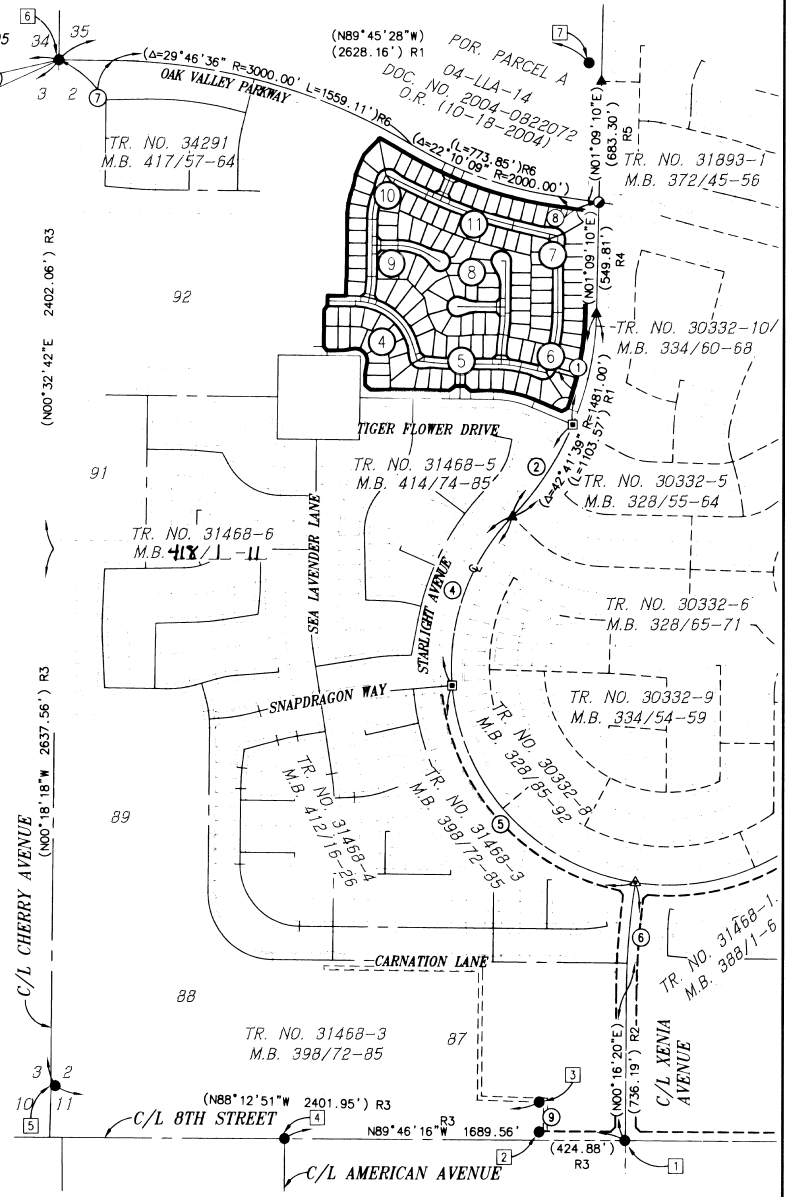 6
34
35
3
2
7
(Δ=29°46'36" R=3000.00' L=1559.11')R6
OAK VALLEY PARKWAY
(N89°45'28"W)
(2628.16') R1
7
POR. PARCEL A
04-LLA-14
DOC. NO. 2004-0822072
O.R. (10-18-2004)
(L=773.85')R6
(Δ=22°10'09" R=2000.00')
(N01°09'10"E)
(683.30')
R5
TR. NO. 34291
M.B. 417/57-64
TR. NO. 31893-1
M.B. 372/45-56
8
10
11
7
9
8
(N01°09'10"E)
(549.81')
R4
(N00°32'42"E 2402.06') R3
92
TR. NO. 30332-10/
M.B. 334/60-68
4
5
6
1
TIGER FLOWER DRIVE
(Δ=42°41'39" R=1481.00')
(L=1103.57') R1
TR. NO. 31468-5
M.B. 414/74-85
2
TR. NO. 30332-5
M.B. 328/55-64
91
TR. NO. 31468-6
M.B. 418/1-11
SEA LAVENDER LANE
STARLIGHT AVENUE
4
℄
TR. NO. 30332-6
M.B. 328/65-71
SNAPDRAGON WAY
TR. NO. 30332-9
M.B. 334/54-59
(N00°18'18"W 2637.56') R3
TR. NO. 30332-8
M.B. 328/85-92
TR. NO. 31468-4
M.B. 412/16-26
TR. NO. 31468-3
M.B. 398/72-85
89
5
C/L CHERRY AVENUE
6
TR. NO. 31468-1
M.B. 388/1-6
CARNATION LANE
88
TR. NO. 31468-3
M.B. 398/72-85
87
(N00°16'20"E)
(736.19') R2
C/L XENIA
AVENUE
3
2
10
11
5
3
(N88°12'51"W 2401.95') R3
C/L 8TH STREET
4
R3
N89°46'16"W 1689.56'
9
2
(424.88')
R3
1
C/L AMERICAN AVENUE